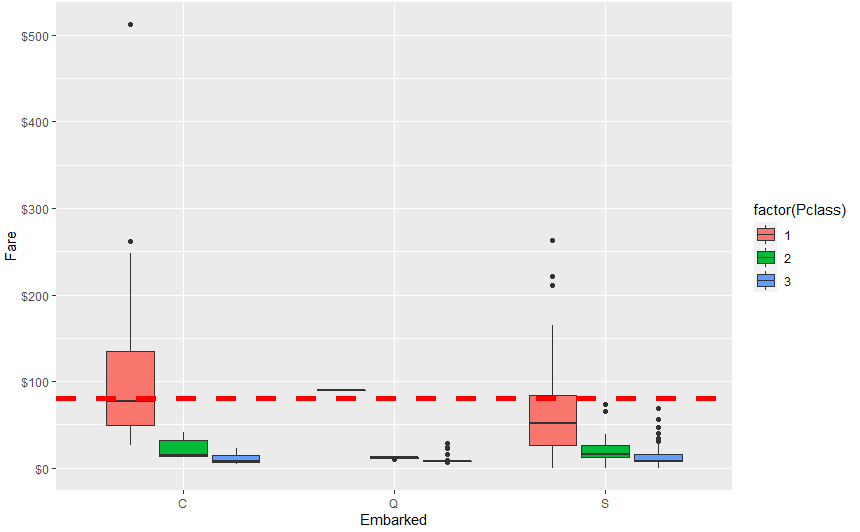 $500
$400
$300
$200
$100
$0
Fare
C Q S
Embarked
factor(Pclass)
1
2
3